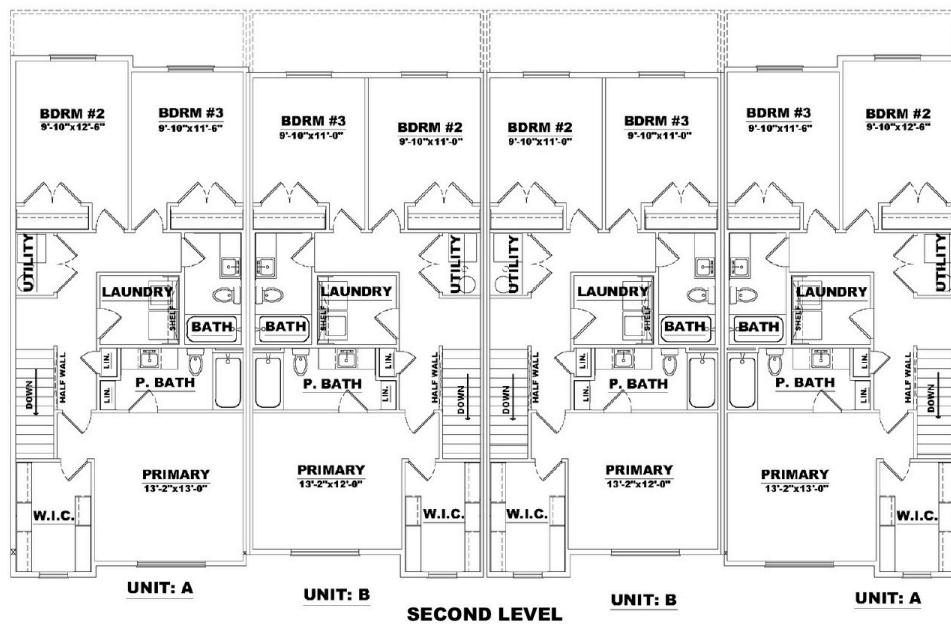 BDRM #2
9'-10"x12'-6"
BDRM #3
9'-10"x11'-6"
BDRM #3
9'-10"x11'-0"
BDRM #2
9'-10"x11'-0"
BDRM #2
9'-10"x11'-0"
BDRM #3
9'-10"x11'-0"
BDRM #3
9'-10"x11'-6"
BDRM #2
9'-10"x12'-6"
UTILITY
LAUNDRY
SHELF
BATH
BATH
LAUNDRY
SHELF
UTILITY
UTILITY
LAUNDRY
SHELF
BATH
BATH
LAUNDRY
SHELF
UTILITY
DOWN
HALF WALL
LIN.
LIN.
P. BATH
P. BATH
LIN.
LIN.
HALF WALL
DOWN
DOWN
HALF WALL
LIN.
LIN.
P. BATH
P. BATH
LIN.
LIN.
HALF WALL
DOWN
PRIMARY
13'-2"x13'-0"
PRIMARY
13'-2"x12'-0"
PRIMARY
13'-2"x12'-0"
PRIMARY
13'-2"x13'-0"
W.I.C.
W.I.C.
W.I.C.
W.I.C.
UNIT: A
UNIT: B
UNIT: B
UNIT: A
SECOND LEVEL